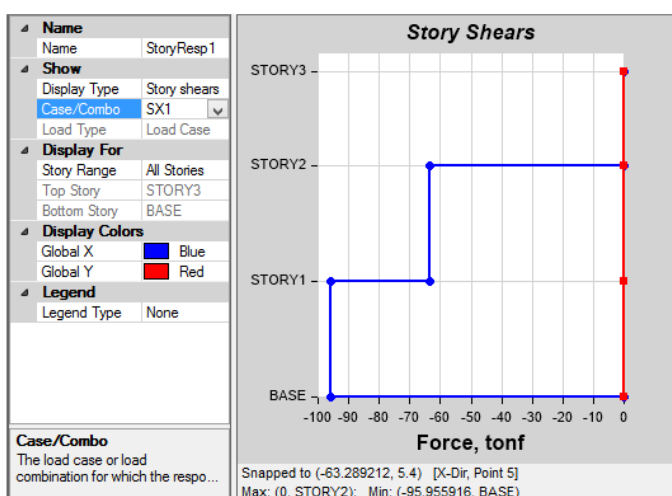 Name
Name StoryResp1
Show
Display Type Story shears
Case/Combo SX1
Load Type Load Case
Display For
Story Range All Stories
Top Story STORY3
Bottom Story BASE
Display Colors
Global X Blue
Global Y Red
Legend
Legend Type None
Case/Combo
The load case or load
combination for which the respo...
Story Shears
STORY3
STORY2
STORY1
BASE
-100 -90 -80 -70 -60 -50 -40 -30 -20 -10 0
Force, tonf
Snapped to (-63.289212, 5.4) [X-Dir, Point 5]
Max: (0, STORY2); Min: (-95.955916, BASE)